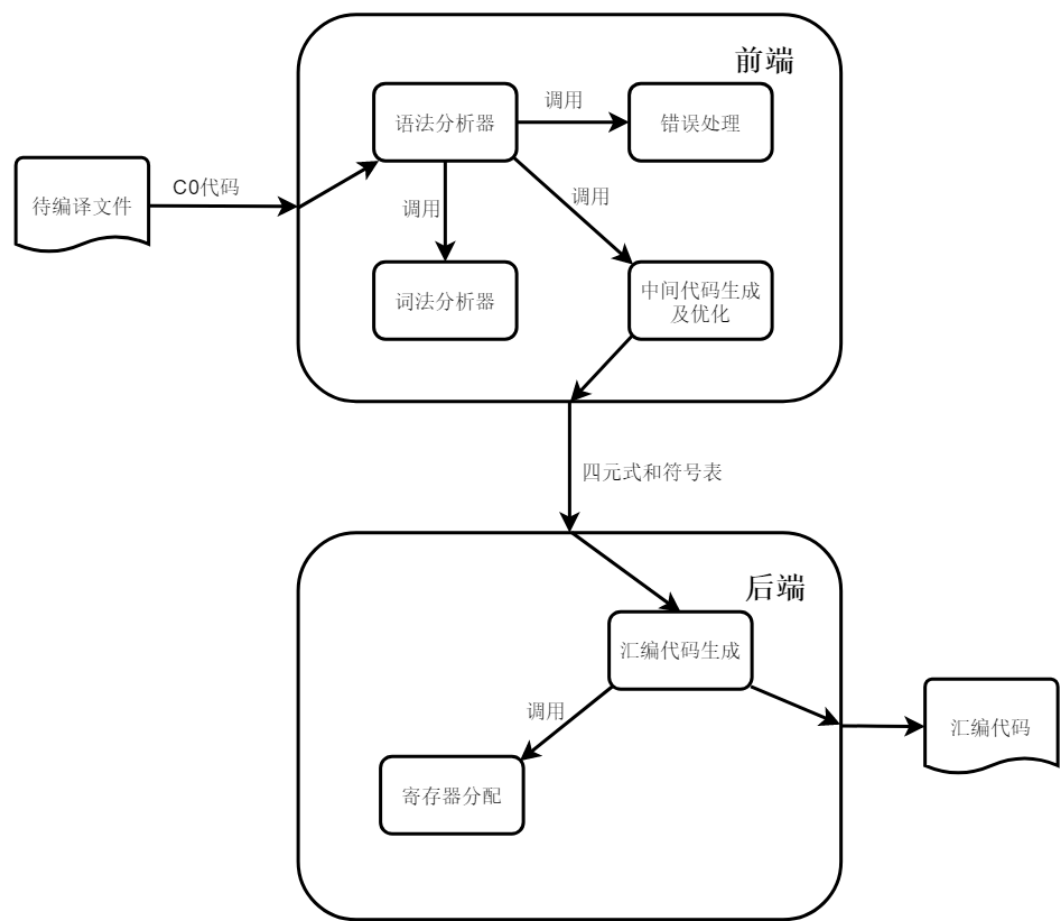 前端
语法分析器
调用
错误处理
待编译文件
C0代码
调用
调用
词法分析器
中间代码生成
及优化
四元式和符号表
后端
汇编代码生成
调用
寄存器分配
汇编代码